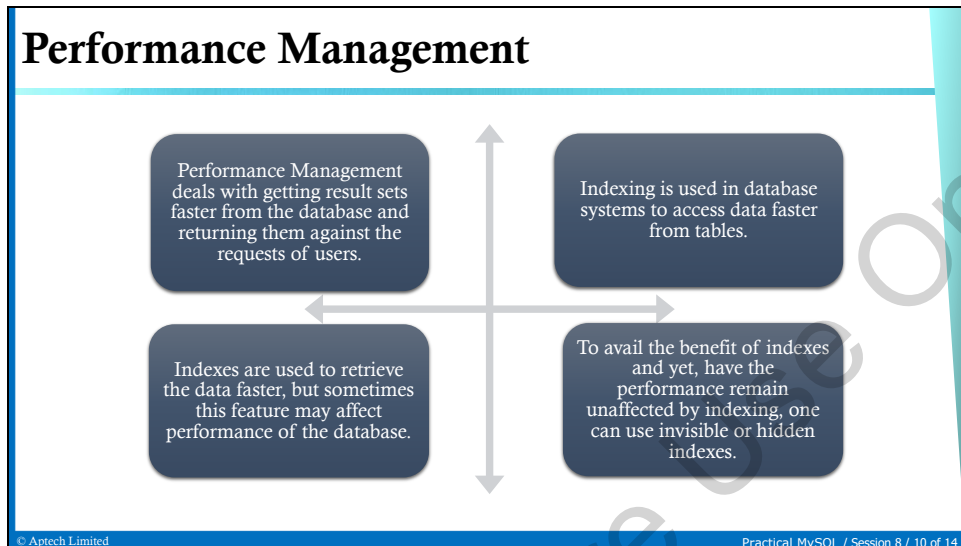 Performance Management
Performance Management
deals with getting result sets
faster from the database and
returning them against the
requests of users.
Indexing is used in database
systems to access data faster
from tables.
Indexes are used to retrieve
the data faster, but sometimes
this feature may affect
performance of the database.
To avail the benefit of indexes
and yet, have the
performance remain
unaffected by indexing, one
can use invisible or hidden
indexes.
Use On
© Aptech Limited
Practical MySQL / Session 8 / 10 of 14